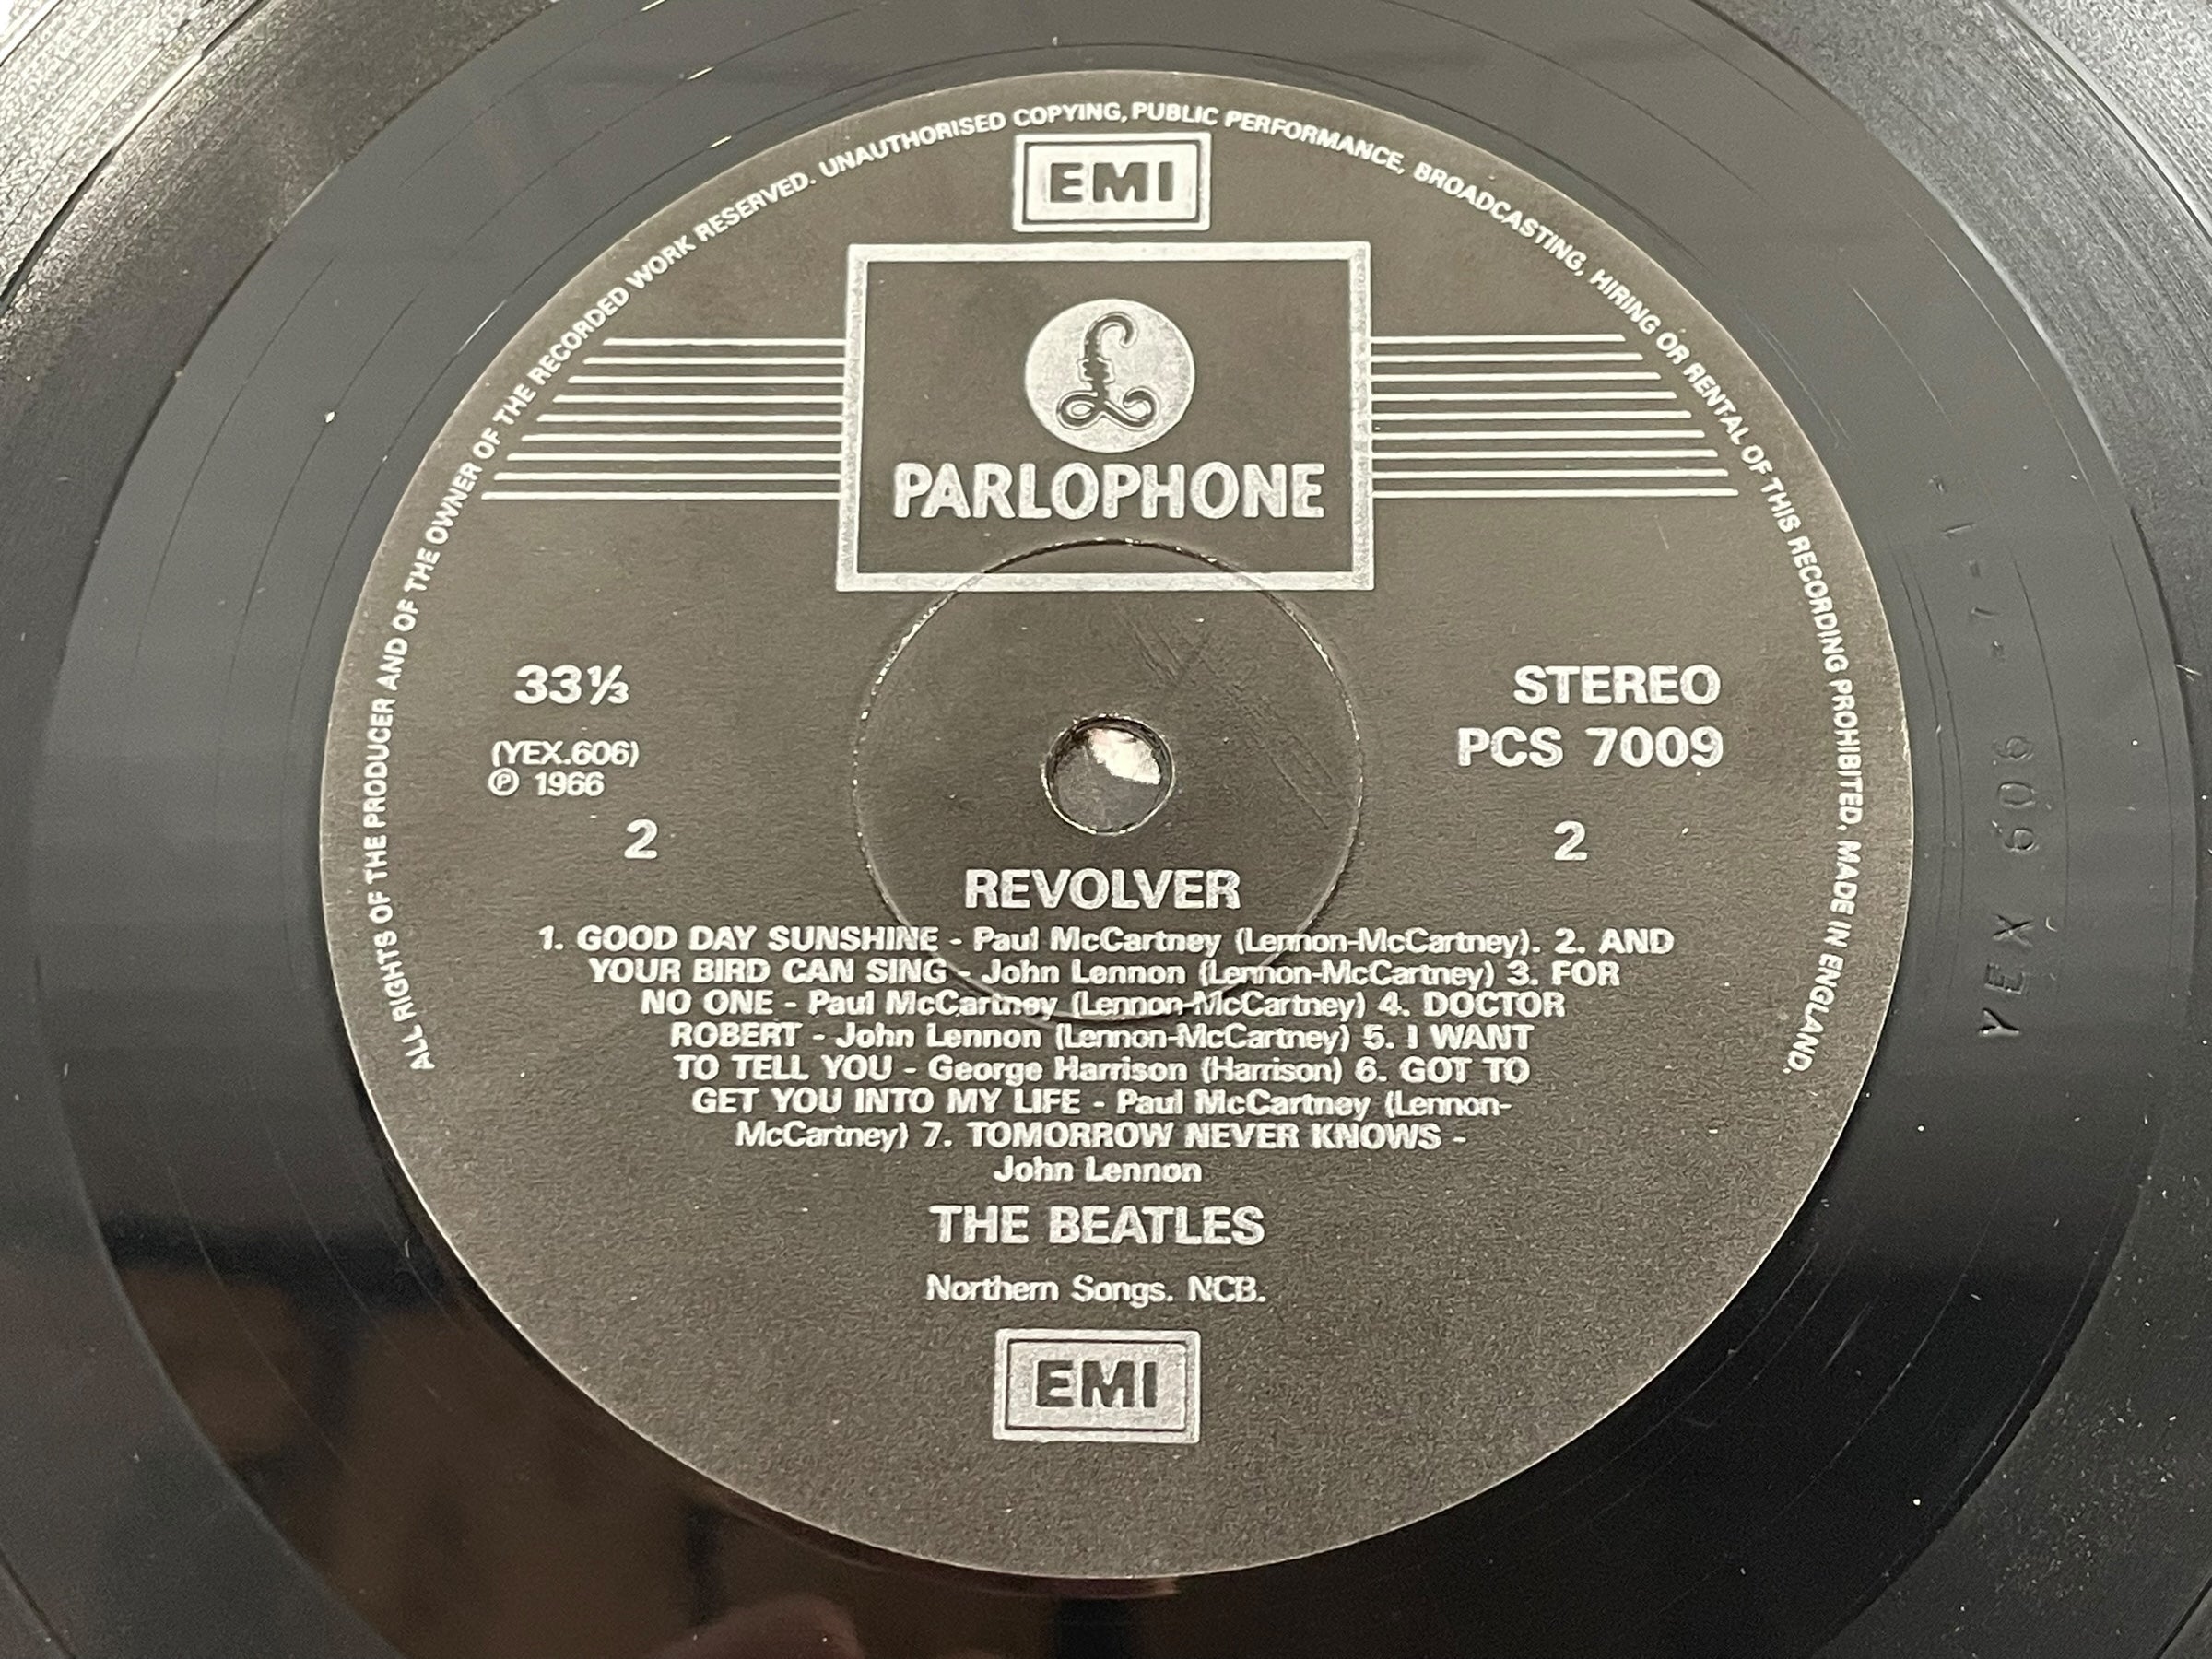 ALL RIGHTS OF THE PRODUCER AND OF THE OWNER OF THE RECORDED WORK RESERVED. UNAUTHORISED COPYING, PUBLIC PERFORMANCE, BROADCASTING, HIRING OR RENTAL OF THIS RECORDING PROHIBITED. MADE IN ENGLAND.
EMI
£
PARLOPHONE
33⅓
STEREO
(YEX.606)
PCS 7009
℗ 1966
2
2
REVOLVER
1. GOOD DAY SUNSHINE - Paul McCartney (Lennon-McCartney). 2. AND
YOUR BIRD CAN SING - John Lennon (Lennon-McCartney) 3. FOR
NO ONE - Paul McCartney (Lennon-McCartney) 4. DOCTOR
ROBERT - John Lennon (Lennon-McCartney) 5. I WANT
TO TELL YOU - George Harrison (Harrison) 6. GOT TO
GET YOU INTO MY LIFE - Paul McCartney (Lennon-
McCartney) 7. TOMORROW NEVER KNOWS -
John Lennon
THE BEATLES
Northern Songs. NCB.
EMI
YEX 606